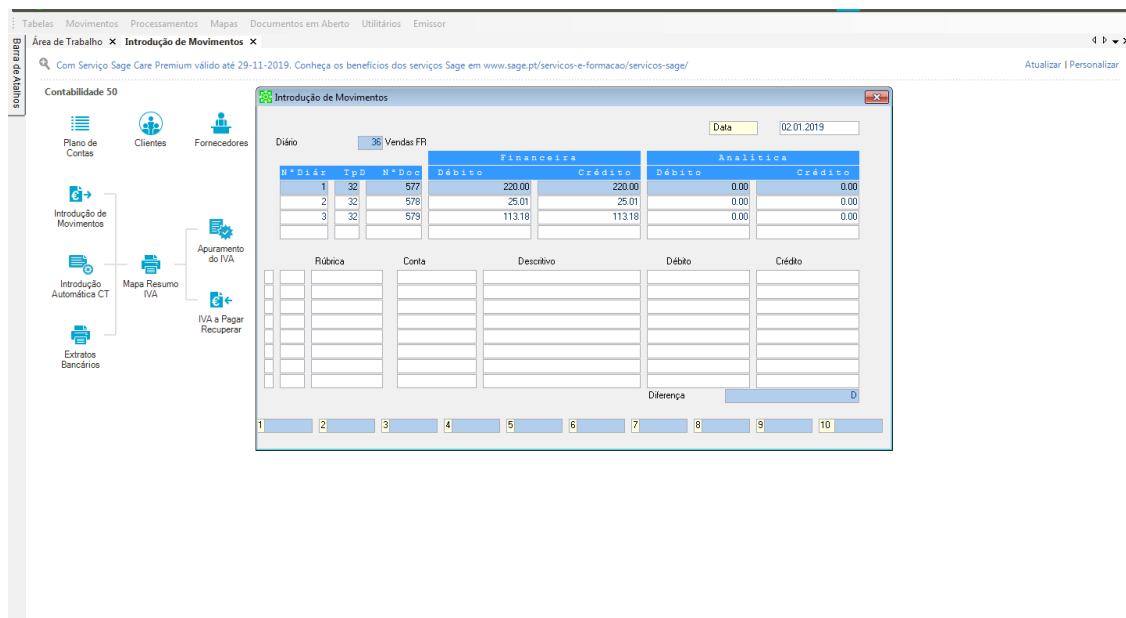 Tabelas Movimentos Processamentos Mapas Documentos em Aberto Utilitários Emissor
Barra de Atalhos
Área de Trabalho X Introdução de Movimentos X
Com Serviço Sage Care Premium válido até 29-11-2019. Conheça os benefícios dos serviços Sage em www.sage.pt/servicos-e-formacao/servicos-sage/
Atualizar | Personalizar
Contabilidade 50
Plano de
Contas
Clientes
Fornecedores
Introdução de
Movimentos
Introdução
Automática CT
Extratos
Bancários
Mapa Resumo
IVA
Apuramento
do IVA
IVA a Pagar
Recuperar
Introdução de Movimentos
Data 02.01.2019
Diário 36 Vendas FR
Financeira Analítica
NºDiár TpD NºDoc Débito Crédito Débito Crédito
1 32 577 220.00 220.00 0.00 0.00
2 32 578 25.01 25.01 0.00 0.00
3 32 579 113.18 113.18 0.00 0.00
Rúbrica Conta Descritivo Débito Crédito
Diferença D
1 2 3 4 5 6 7 8 9 10